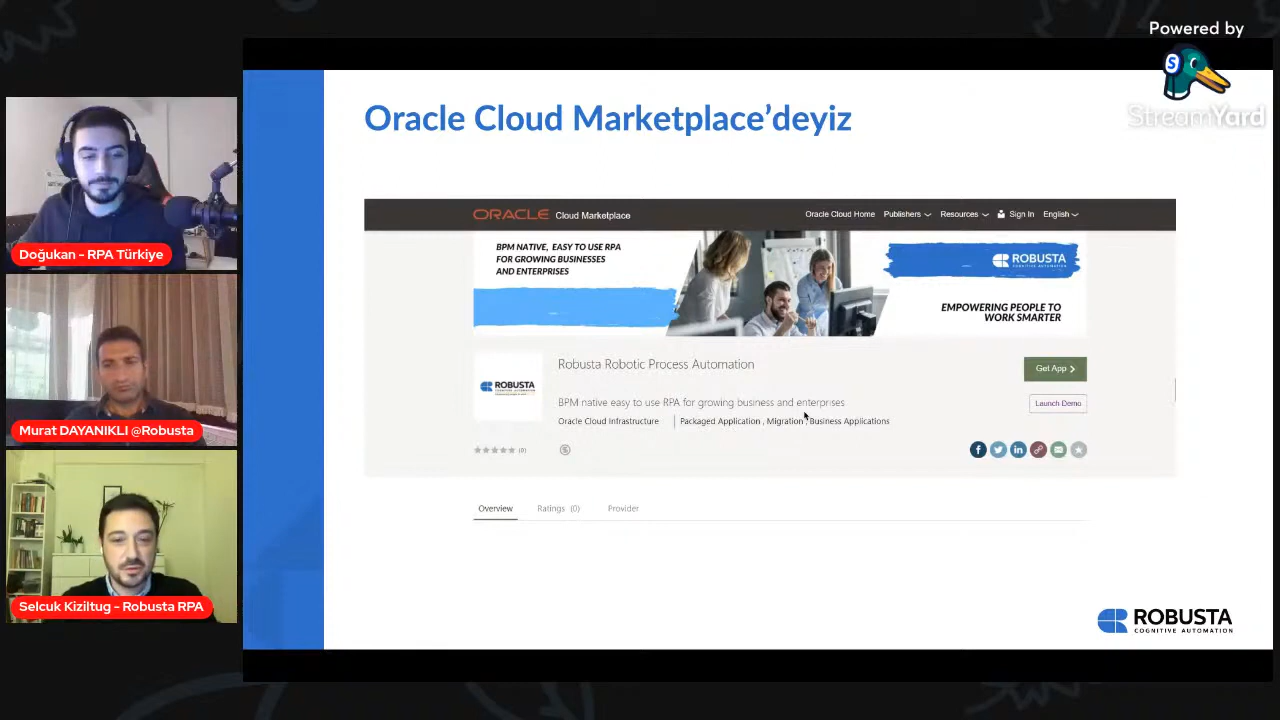 Powered by
StreamYard
Oracle Cloud Marketplace’deyiz
ORACLE Cloud Marketplace
Oracle Cloud Home Publishers Resources Sign In English
BPM NATIVE, EASY TO USE RPA
FOR GROWING BUSINESSES
AND ENTERPRISES
ROBUSTA
COGNITIVE AUTOMATION
EMPOWERING PEOPLE TO
WORK SMARTER
ROBUSTA
COGNITIVE AUTOMATION
Robusta Robotic Process Automation
Get App
BPM native easy to use RPA for growing business and enterprises
Launch Demo
Oracle Cloud Infrastructure | Packaged Application , Migration , Business Applications
(0)
Overview Ratings (0) Provider
ROBUSTA
COGNITIVE AUTOMATION
Doğukan - RPA Türkiye
Murat DAYANIKLI @Robusta
Selcuk Kiziltug - Robusta RPA